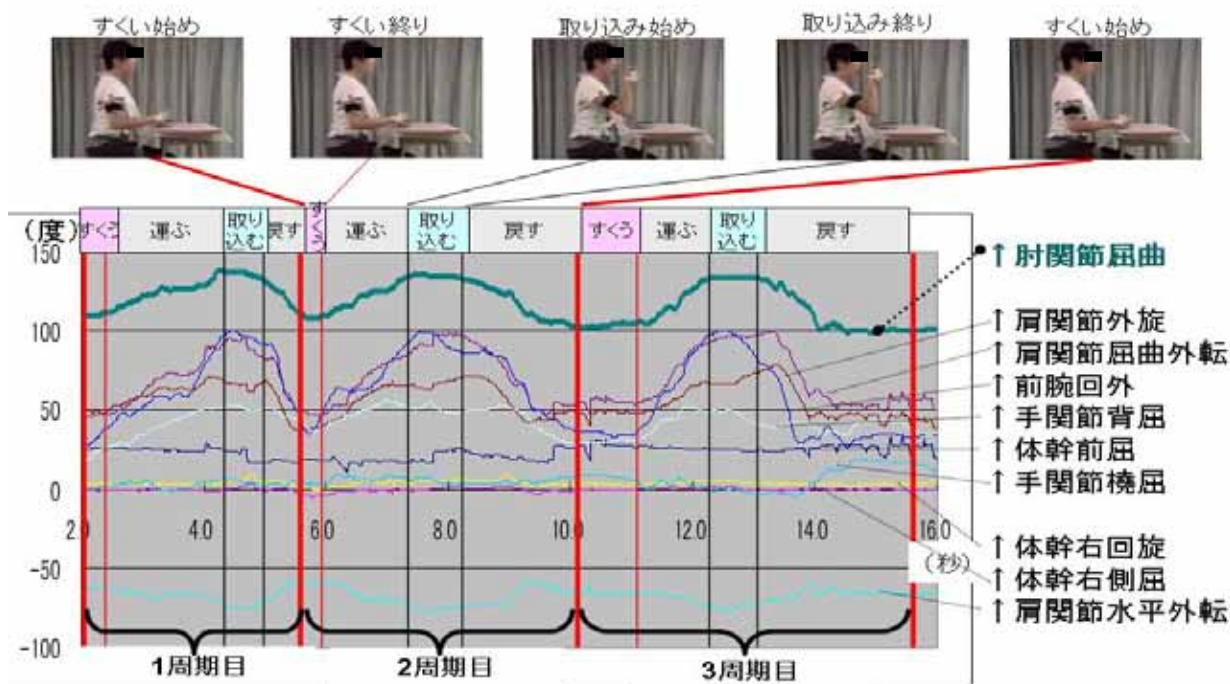 すくい始め
すくい終り
取り込み始め
取り込み終り
すくい始め
(度)
すくう
運ぶ
取り込む
戻す
すくう
運ぶ
取り込む
戻す
すくう
運ぶ
取り込む
戻す
150
100
50
0
-50
-100
2.0
4.0
6.0
8.0
10.0
12.0
14.0
16.0
(秒)
↑肘関節屈曲
↑肩関節外旋
↑肩関節屈曲外転
↑前腕回外
↑手関節背屈
↑体幹前屈
↑手関節橈屈
↑体幹右回旋
↑体幹右側屈
↑肩関節水平外転
1周期目
2周期目
3周期目